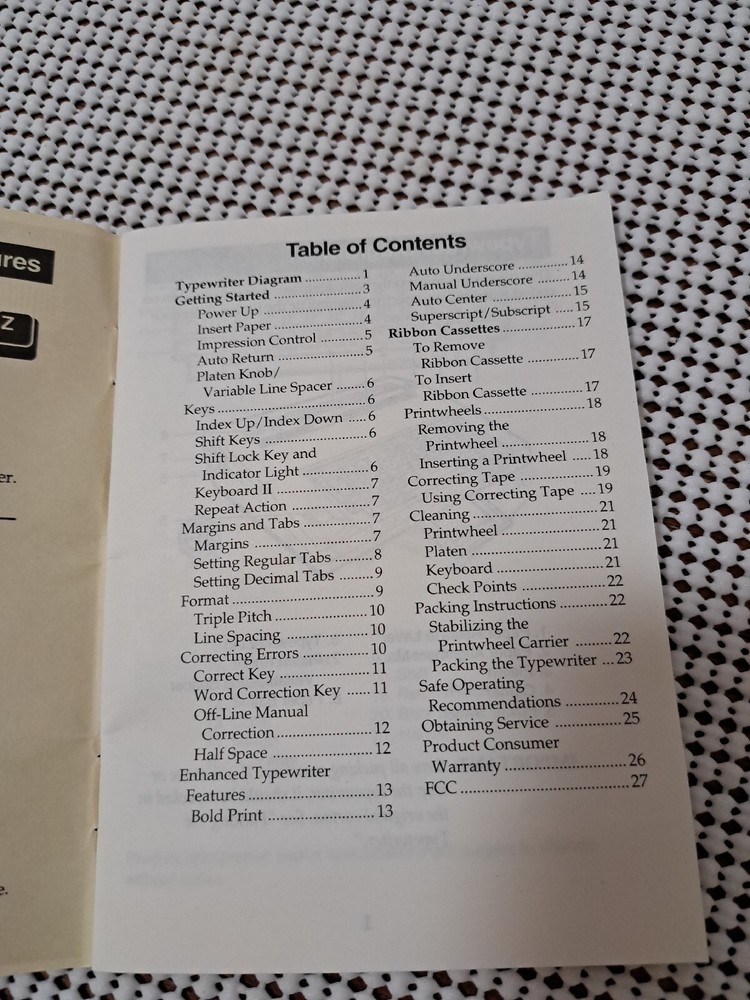 ures
Z
er.
e.
Table of Contents
Typewriter Diagram ............... 1
Getting Started ........................ 3
Power Up ........................... 4
Insert Paper ........................ 4
Impression Control ........... 5
Auto Return ....................... 5
Platen Knob/
Variable Line Spacer ....... 6
Keys ....................................... 6
Index Up/Index Down ..... 6
Shift Keys ........................... 6
Shift Lock Key and
Indicator Light ................ 6
Keyboard II ....................... 7
Repeat Action .................... 7
Margins and Tabs ................. 7
Margins .............................. 7
Setting Regular Tabs ......... 8
Setting Decimal Tabs ......... 9
Format ................................... 9
Triple Pitch ......................... 10
Line Spacing ...................... 10
Correcting Errors .................. 10
Correct Key ........................ 11
Word Correction Key ...... 11
Off-Line Manual
Correction ......................... 12
Half Space .......................... 12
Enhanced Typewriter
Features ............................... 13
Bold Print ........................... 13
Auto Underscore ............. 14
Manual Underscore ........ 14
Auto Center .................... 15
Superscript/Subscript ..... 15
Ribbon Cassettes .................. 17
To Remove
Ribbon Cassette ............. 17
To Insert
Ribbon Cassette ............. 17
Printwheels .......................... 18
Removing the
Printwheel ...................... 18
Inserting a Printwheel ..... 18
Correcting Tape ................... 19
Using Correcting Tape .... 19
Cleaning ............................... 21
Printwheel ........................ 21
Platen ............................... 21
Keyboard .......................... 21
Check Points ..................... 22
Packing Instructions ............ 22
Stabilizing the
Printwheel Carrier ......... 22
Packing the Typewriter ... 23
Safe Operating
Recommendations ............. 24
Obtaining Service ................. 25
Product Consumer
Warranty ............................. 26
FCC ....................................... 27